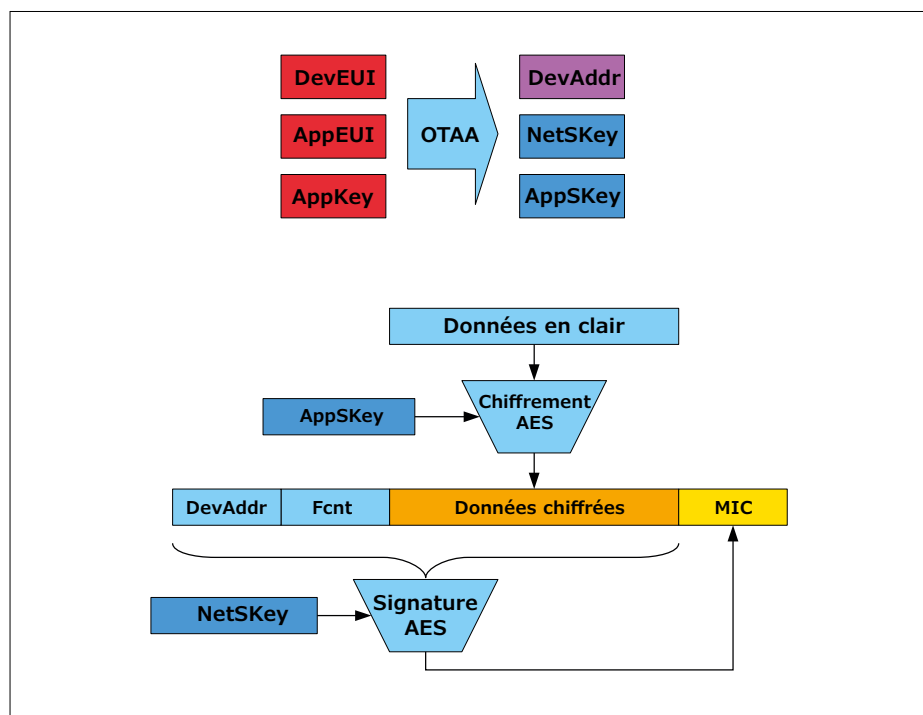 DevEUI
DevAddr
AppEUI
OTAA
NetSKey
AppKey
AppSKey
Données en clair
Chiffrement
AES
AppSKey
DevAddr
Fcnt
Données chiffrées
MIC
NetSKey
Signature
AES